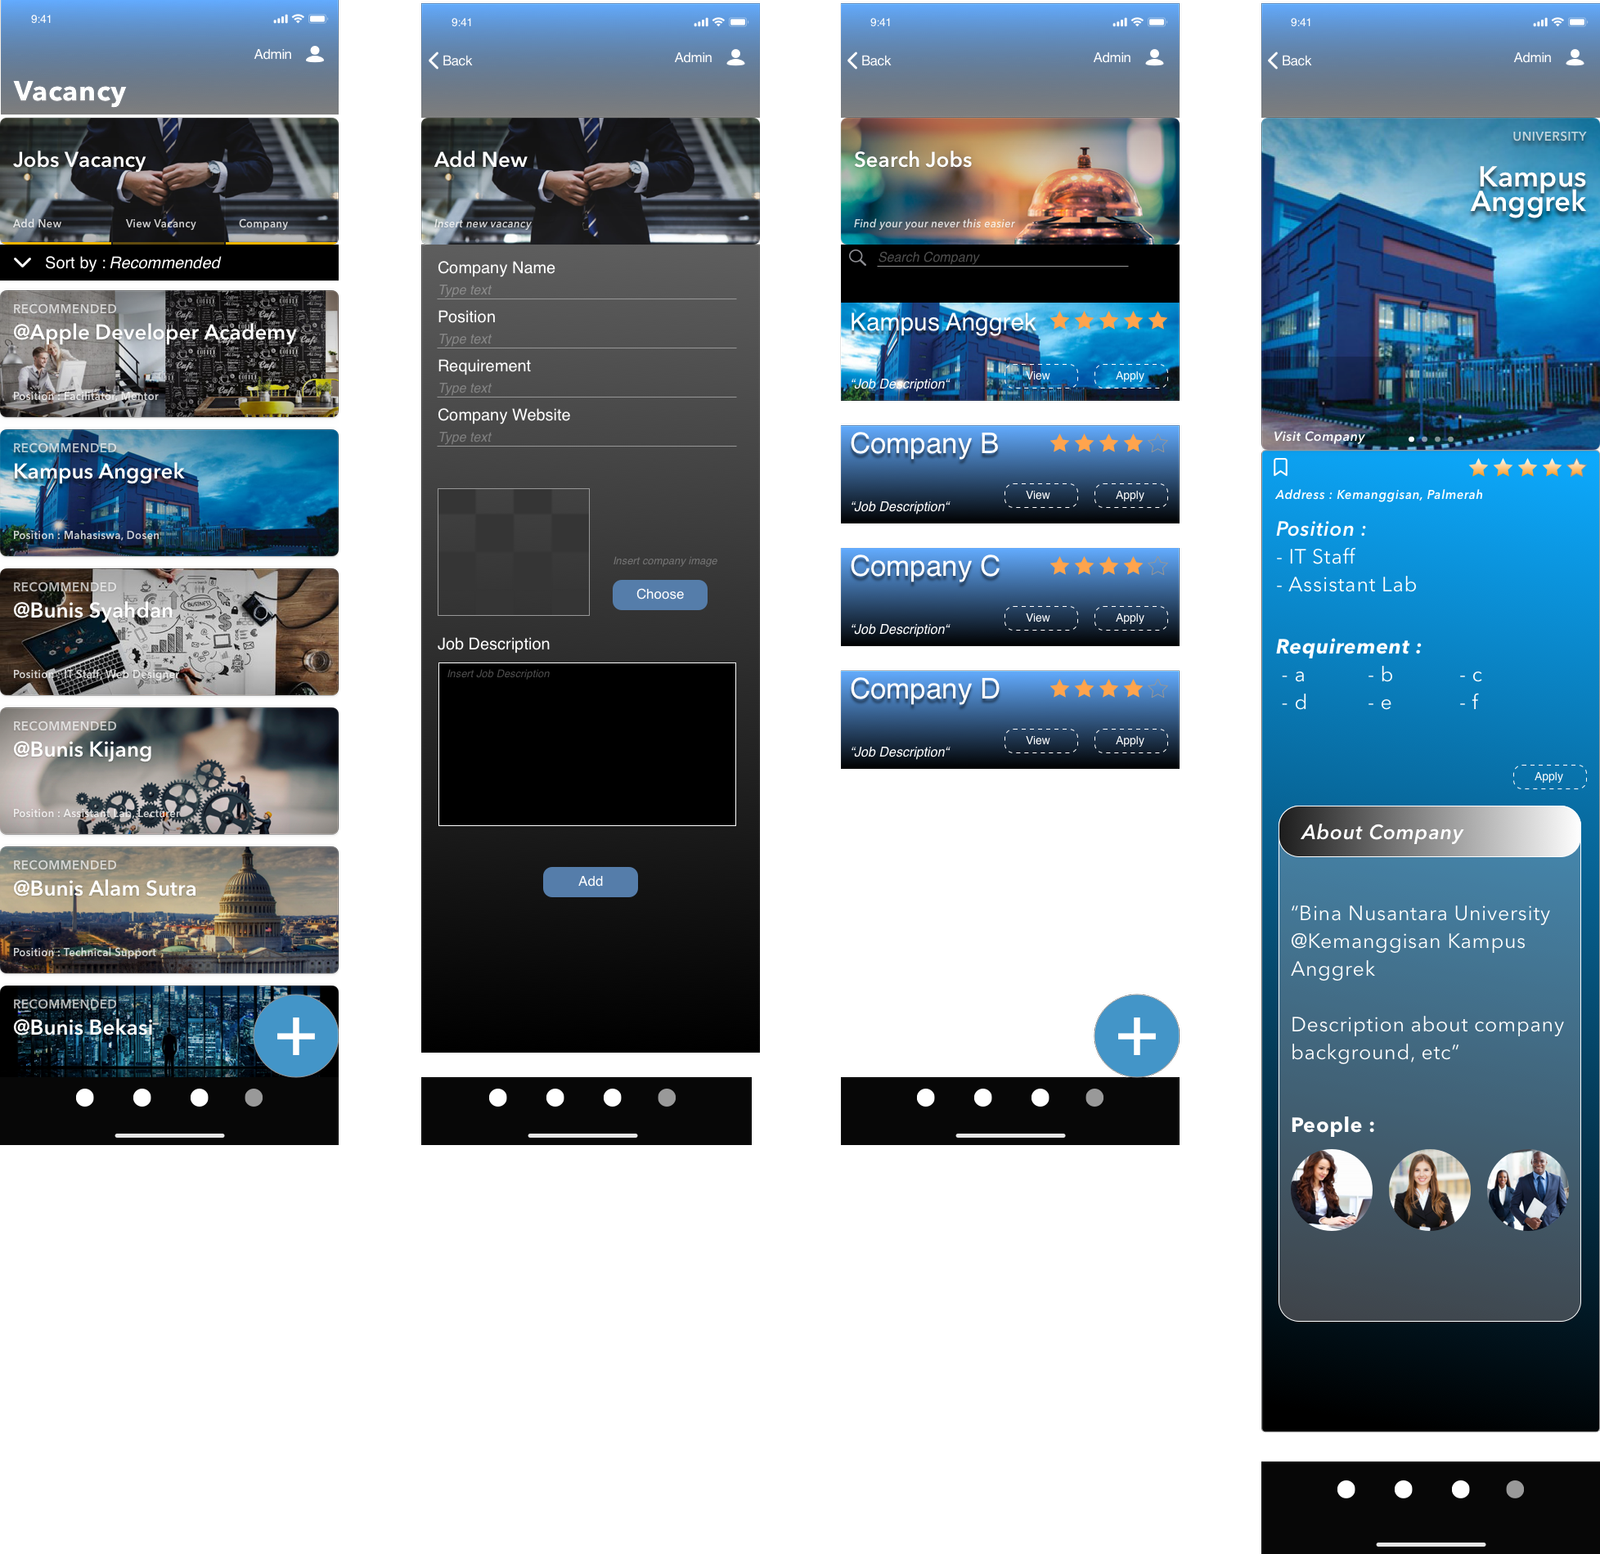 9:41
Admin
Vacancy
Jobs Vacancy
Add New View Vacancy Company
Sort by : Recommended
RECOMMENDED
@Apple Developer Academy
Position : Facilitator, Mentor
RECOMMENDED
Kampus Anggrek
Position : Mahasiswa, Dosen
RECOMMENDED
@Bunis Syahdan
Position : IT Staff, Web Designer
RECOMMENDED
@Bunis Kijang
Position : Assistant Lab, Lecturer
RECOMMENDED
@Bunis Alam Sutra
Position : Technical Support
RECOMMENDED
@Bunis Bekasi
9:41
Back
Admin
Add New
Insert new vacancy
Company Name
Type text
Position
Type text
Requirement
Type text
Company Website
Type text
Insert company image
Choose
Job Description
Insert Job Description
Add
9:41
Back
Admin
Search Jobs
Find your your never this easier
Search Company
Kampus Anggrek
View Apply
"Job Description"
Company B
View Apply
"Job Description"
Company C
View Apply
"Job Description"
Company D
View Apply
"Job Description"
9:41
Back
Admin
UNIVERSITY
Kampus
Anggrek
Visit Company
Address : Kemanggisan, Palmerah
Position :
- IT Staff
- Assistant Lab
Requirement :
- a - b - c
- d - e - f
Apply
About Company
“Bina Nusantara University
@Kemanggisan Kampus
Anggrek
Description about company
background, etc”
People :